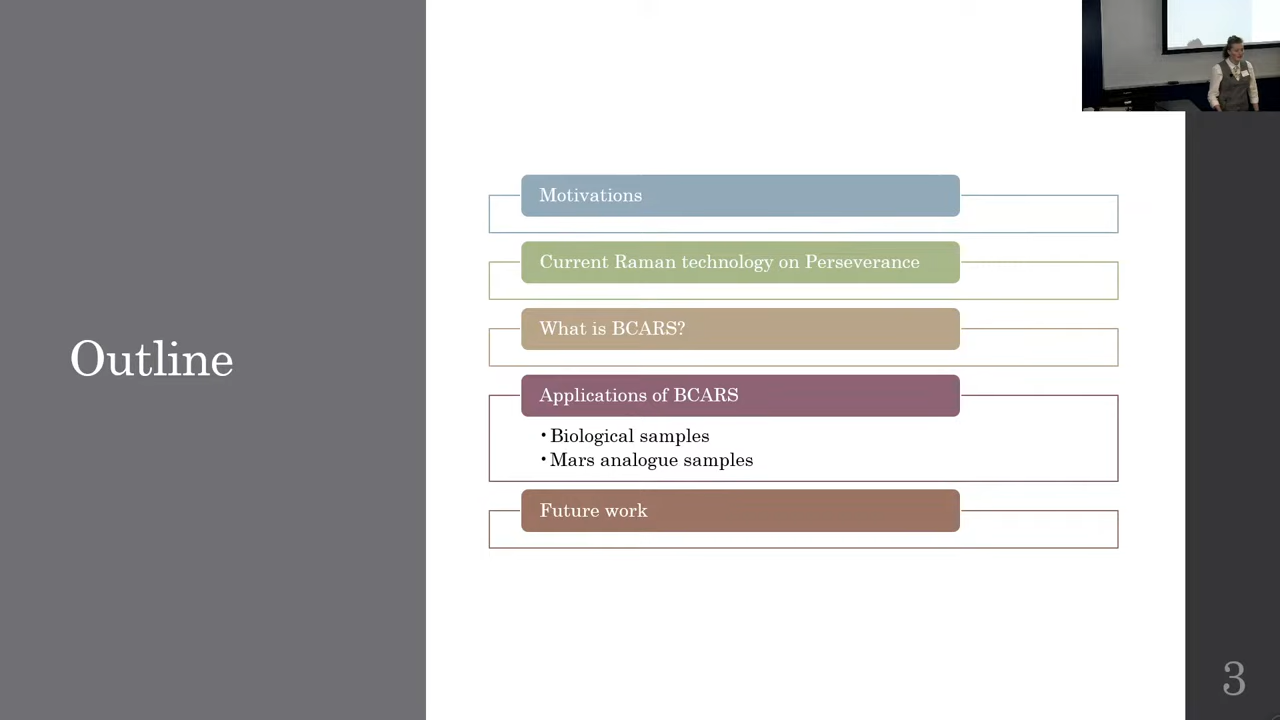 Outline
Motivations
Current Raman technology on Perseverance
What is BCARS?
Applications of BCARS
• Biological samples
• Mars analogue samples
Future work
3